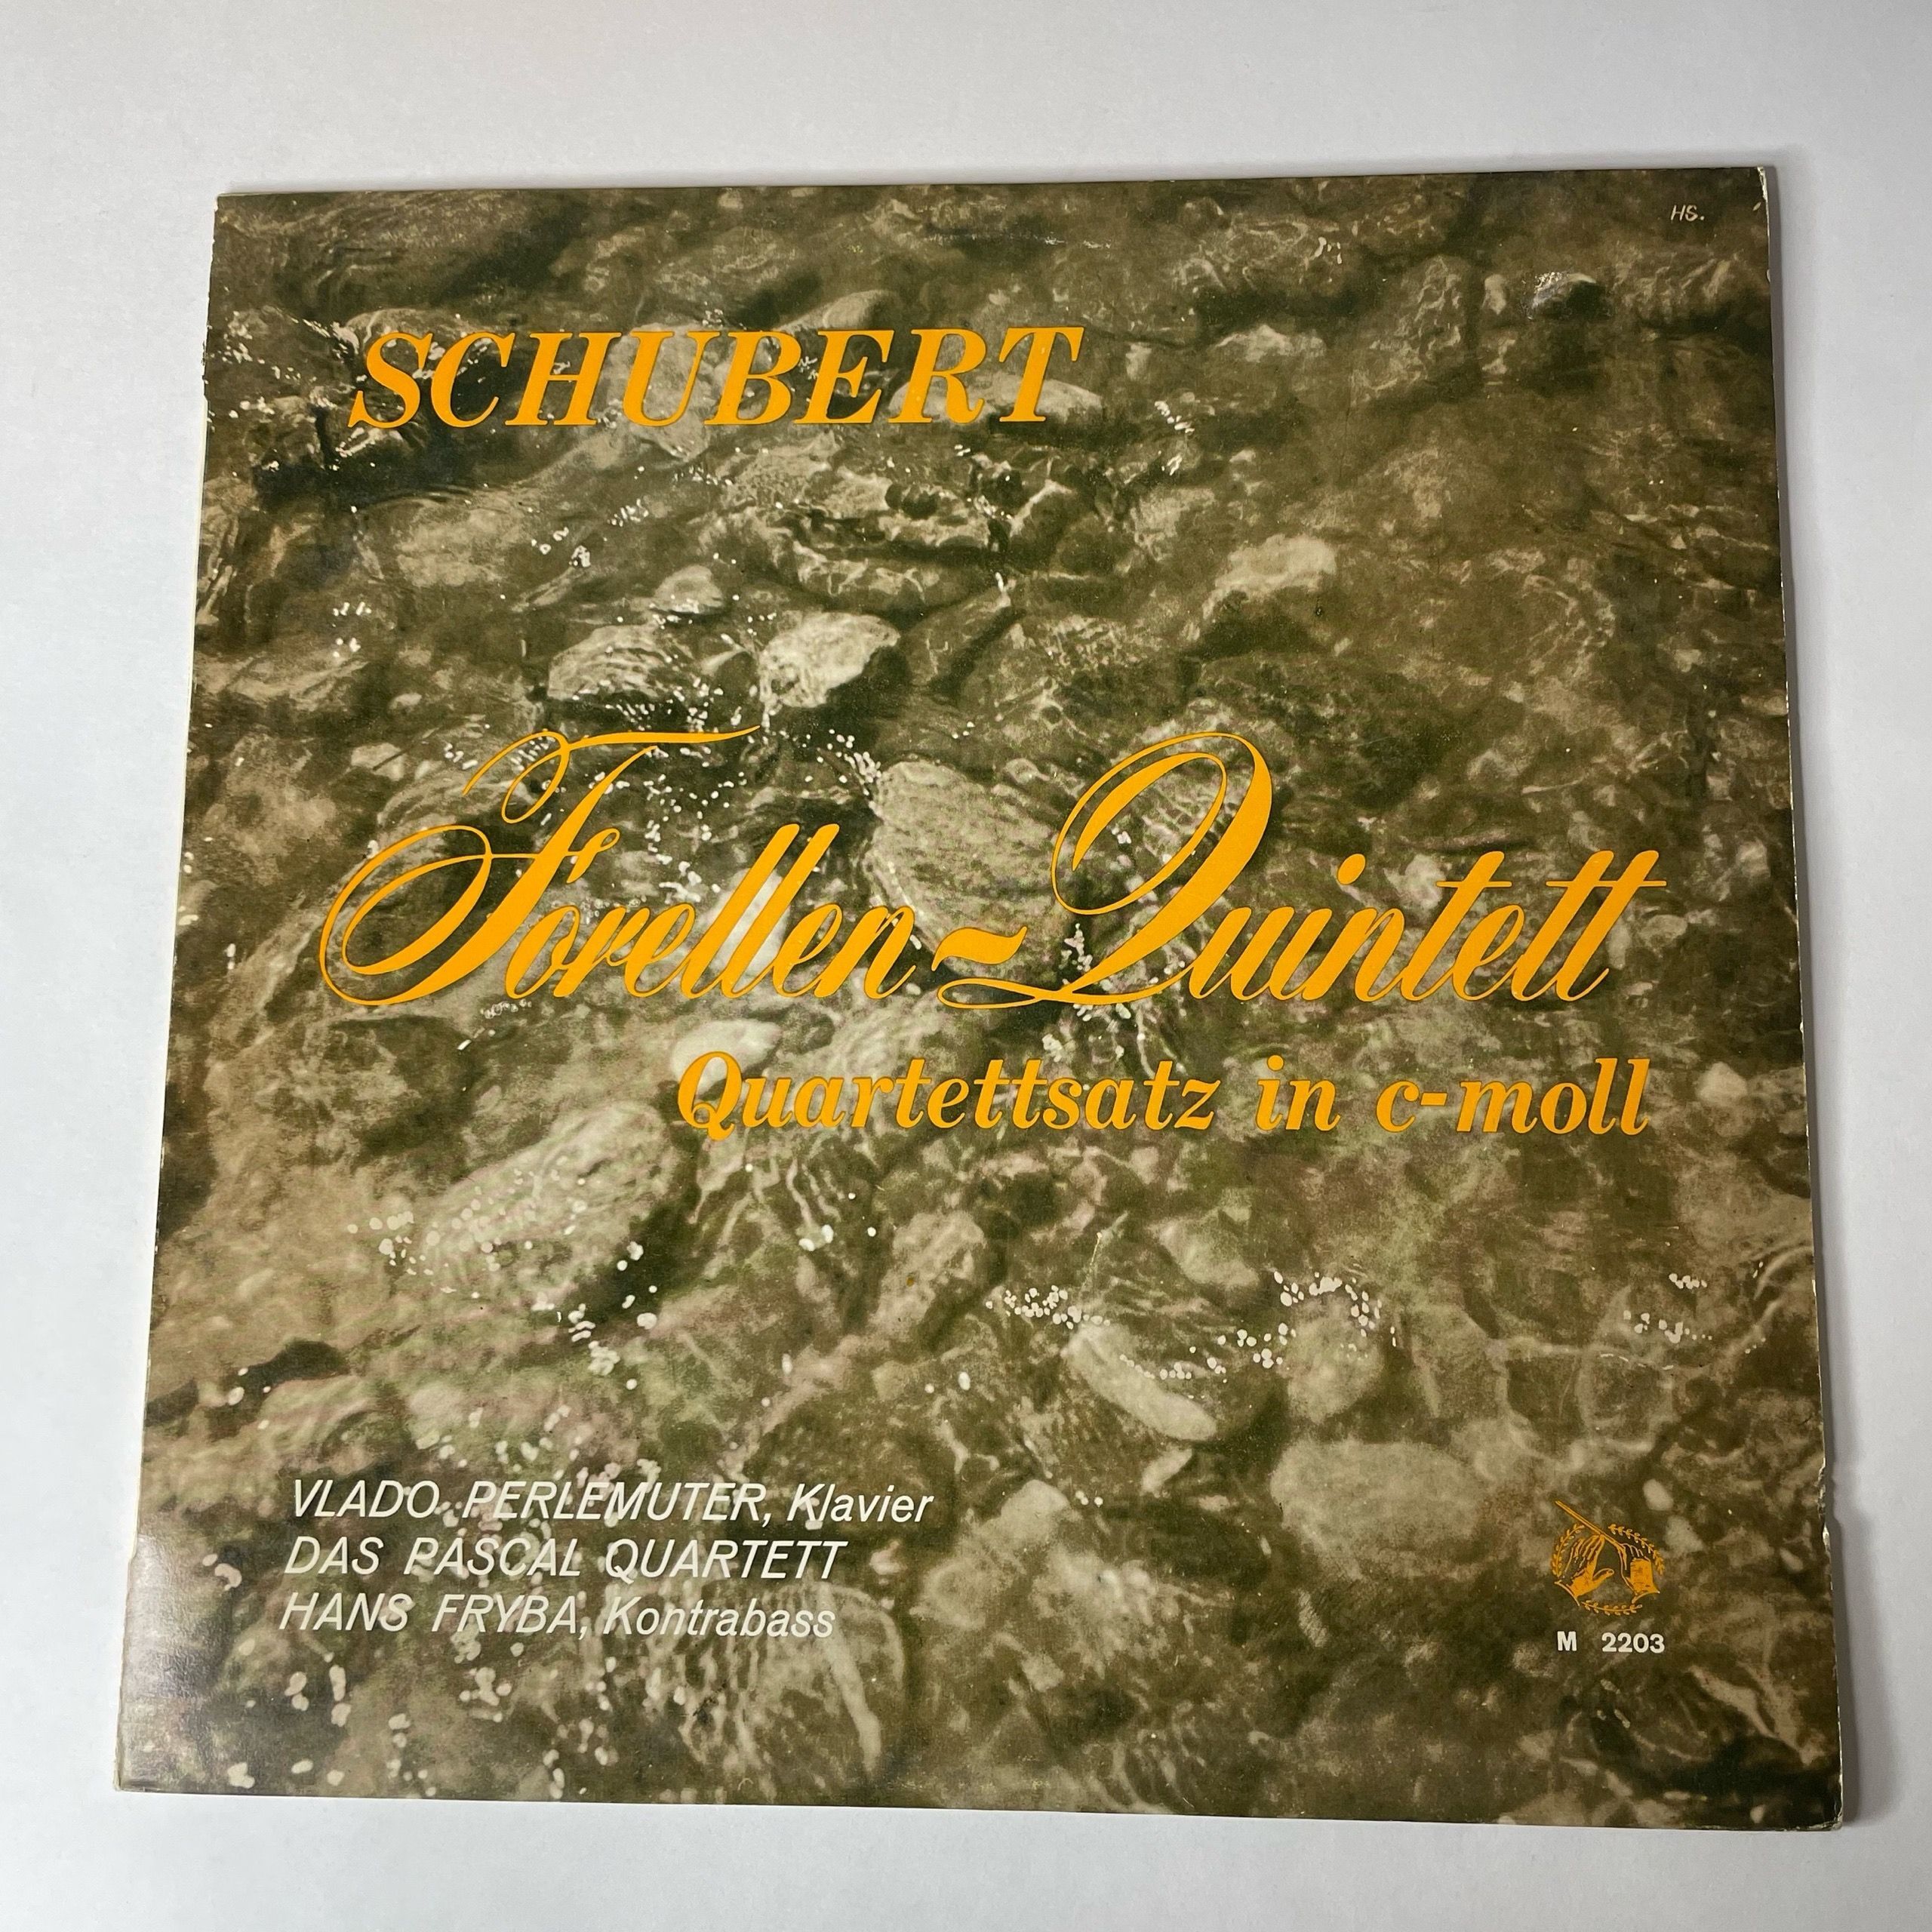 HS.
SCHUBERT
Forellen-Quintett
Quartettsatz in c-moll
VLADO PERLEMUTER, Klavier
DAS PASCAL QUARTETT
HANS FRYBA, Kontrabass
M 2203